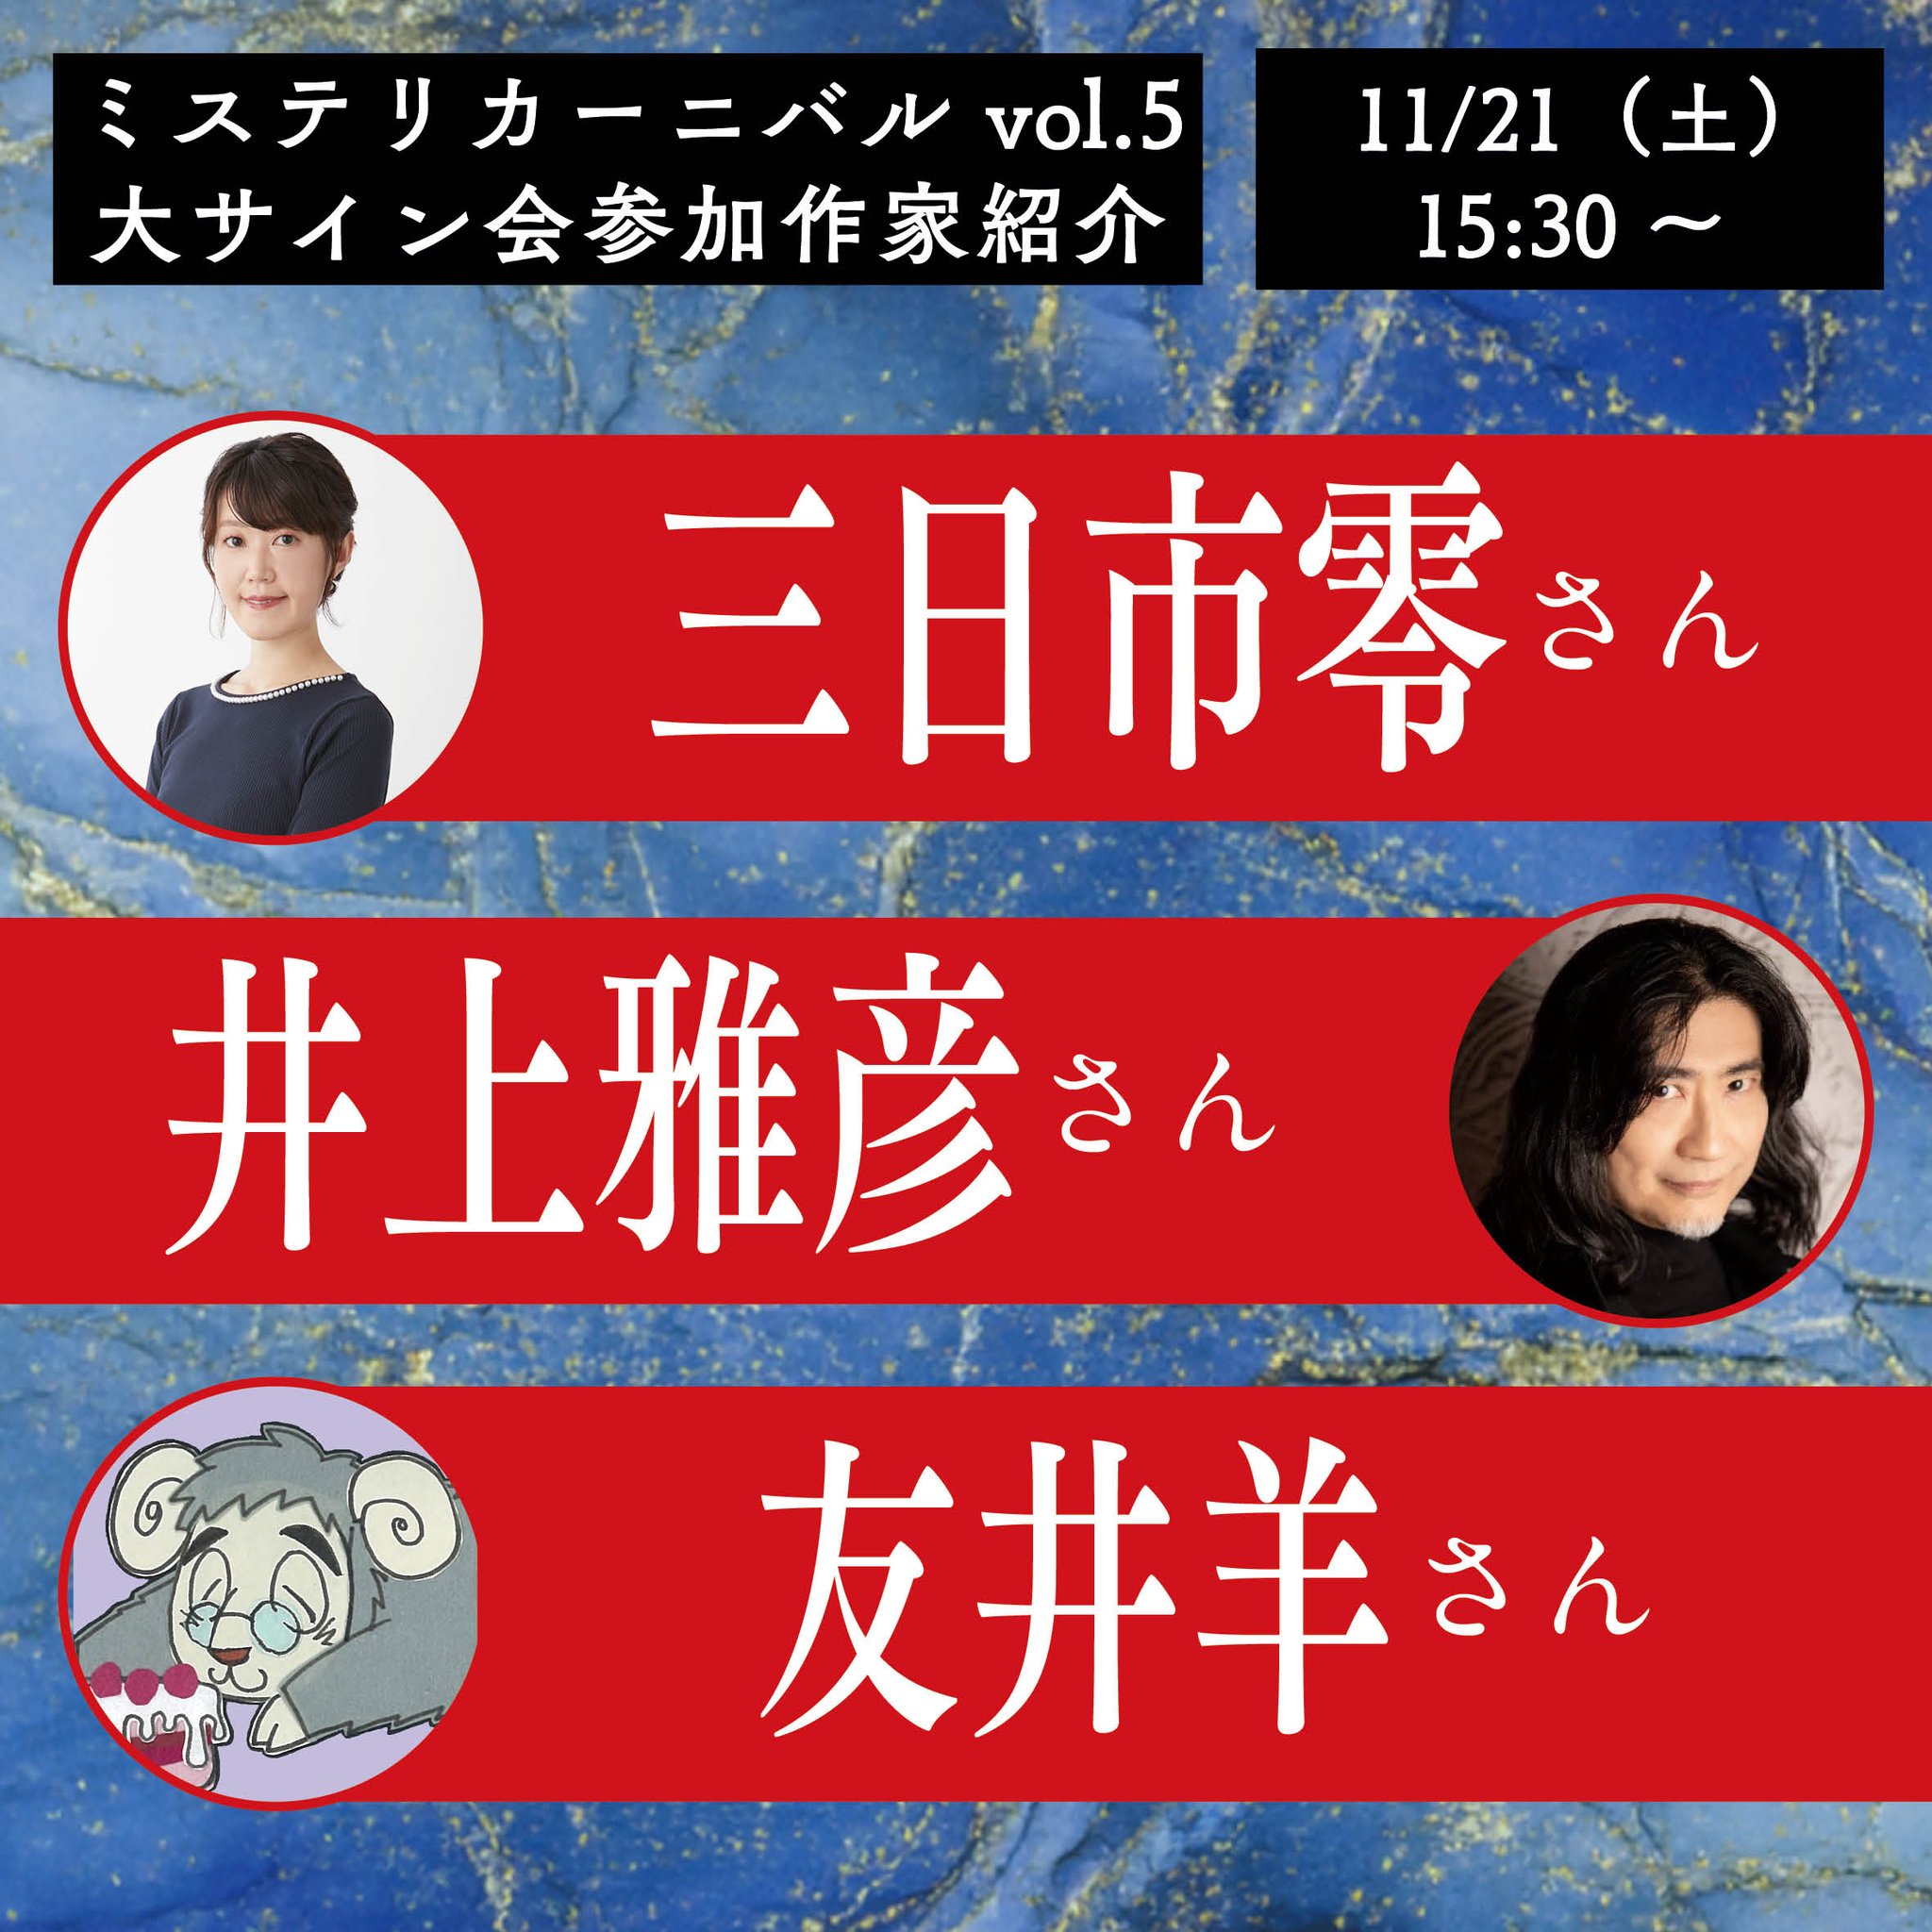 ミステリカーニバル vol.5
大サイン会参加作家紹介
11/21（土）
15:30～
三日市零さん
井上雅彦さん
友井羊さん